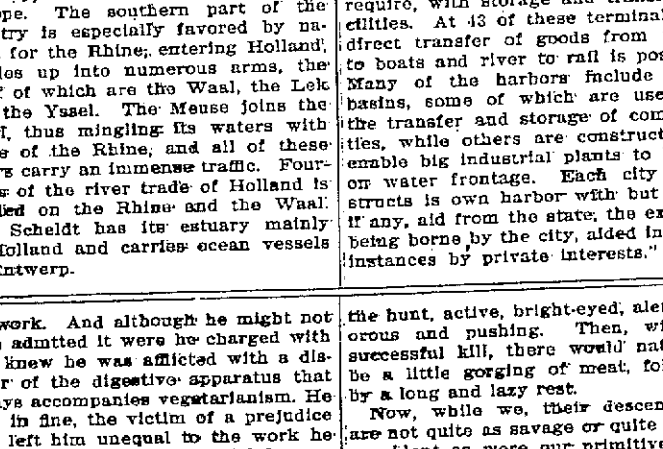 ope. The southern part of the
try is especially favored by na-
for the Rhine, entering Holland,
les up into numerous arms, the
of which are the Waal, the Lek
the Yssel. The Meuse joins the
thus mingling its waters with
e of the Rhine, and all of these
rs carry an immense traffic. Four-
s of the river trade of Holland is
ied on the Rhine and the Waal.
Scheldt has its estuary mainly
Holland and carries ocean vessels
Antwerp.
work. And although he might not
admtted it were he charged with
knew he was afflicted with a dis-
r of the digestive apparatus that
ays accompanies vegetarianism. He
in fine, the victim of a prejudice
left him unequal to the work he
require, with storage and
cilities. At 43 of these termina
direct transfer of goods from
to boats and river to rail is pos
Many of the harbors include
basins, some of which are use
the transfer and storage of com
ties, while others are construct
enable big industrial plants to
on water frontage. Each city
structs is own harbor with but
if any, aid from the state, the ex
being borne by the city, aided in
instances by private interests."
the hunt, active, bright-eyed, aler
orous and pushing. Then, wi
successful kill, there would nat
be a little gorging of meat, fo
by a long and lazy rest.
Now, while we, their descen
are not quite as savage or quite
as were our primitive